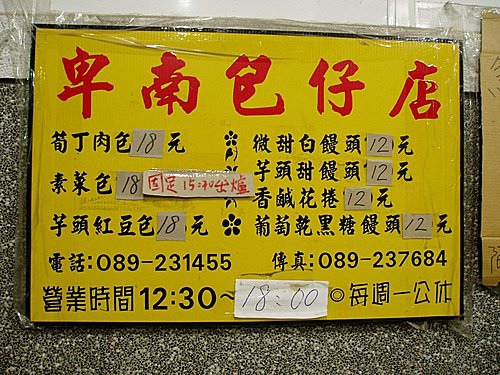 卑南包仔店
筍丁肉包18元
微甜白饅頭12元
素菜包18固定15:40出爐
芋頭甜饅頭12元
香鹹花捲12元
芋頭紅豆包18元
葡萄乾黑糖饅頭12元
電話:089-231455
傳真:089-237684
營業時間12:30~18:00◎每週一公休